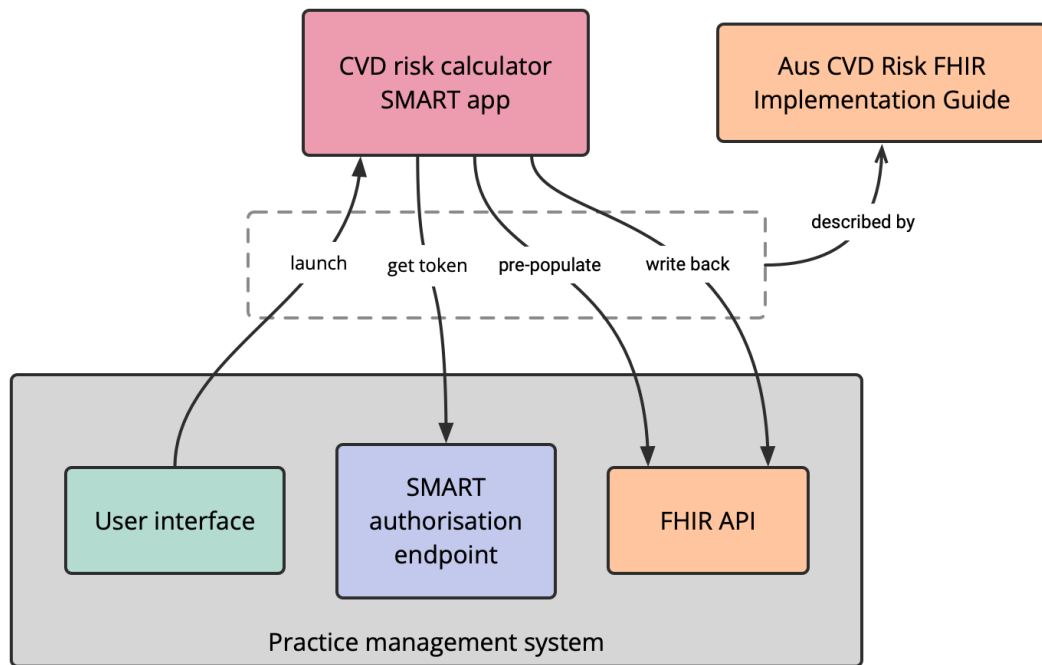 CVD risk calculator
SMART app
Aus CVD Risk FHIR
Implementation Guide
described by
launch
get token
pre-populate
write back
User interface
SMART
authorisation
endpoint
FHIR API
Practice management system